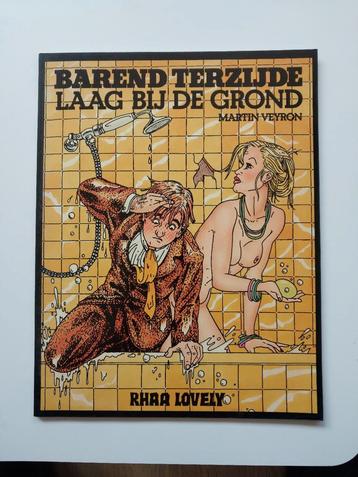 BAREND TERZIJDE
LAAG BIJ DE GROND
MARTIN VEYRON
RHAA LOVELY